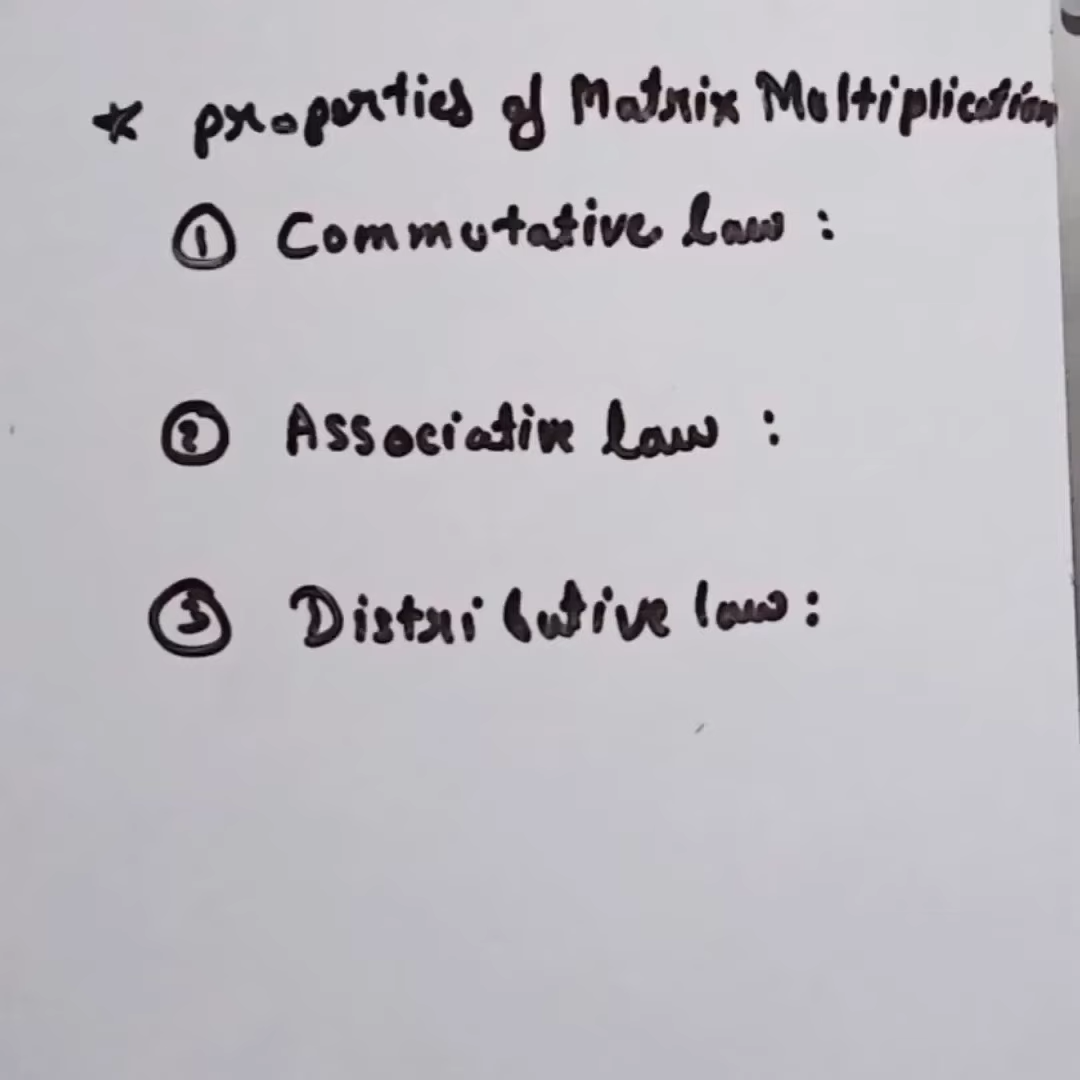 * properties of Matrix Multiplication
① Commutative law :
② Associative law :
③ Distributive law :